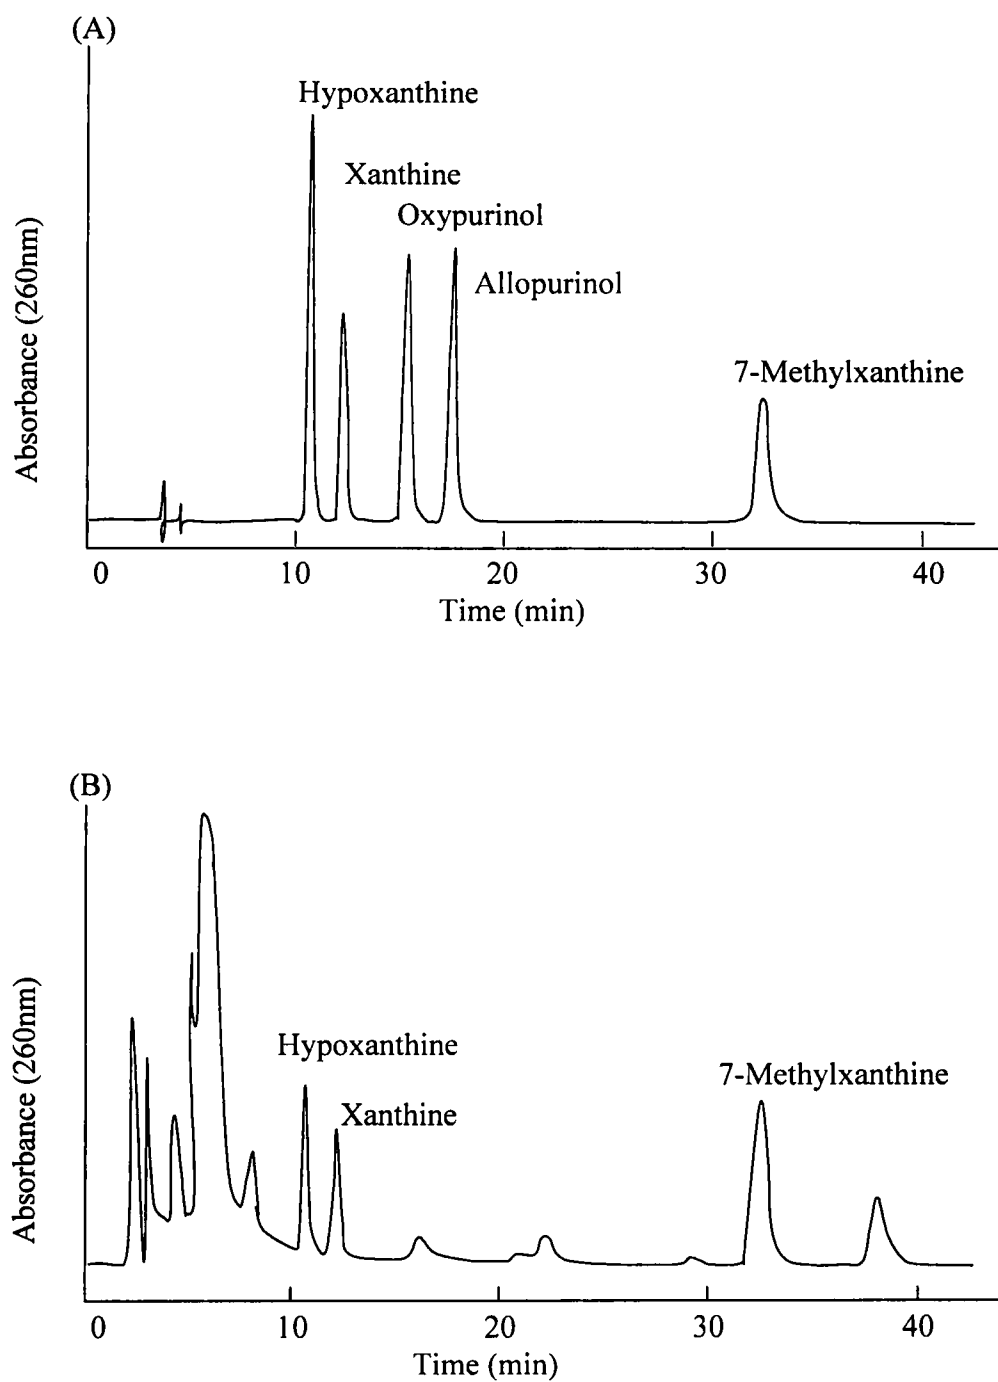 (A)
Hypoxanthine
Xanthine
Oxypurinol
Allopurinol
7-Methylxanthine
Absorbance (260nm)
0 10 20 30 40
Time (min)
(B)
Hypoxanthine
Xanthine
7-Methylxanthine
Absorbance (260nm)
0 10 20 30 40
Time (min)